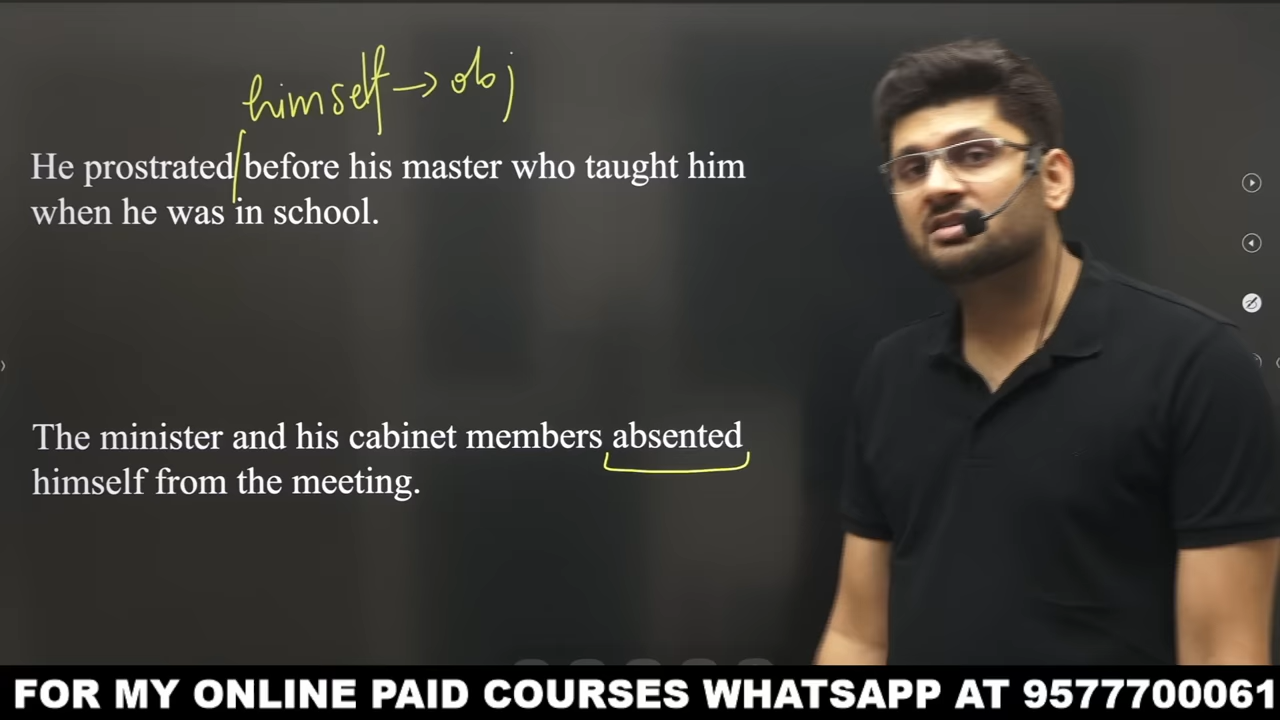 himself → obj
He prostrated/before his master who taught him
when he was in school.
The minister and his cabinet members absented
himself from the meeting.
FOR MY ONLINE PAID COURSES WHATSAPP AT 9577700061